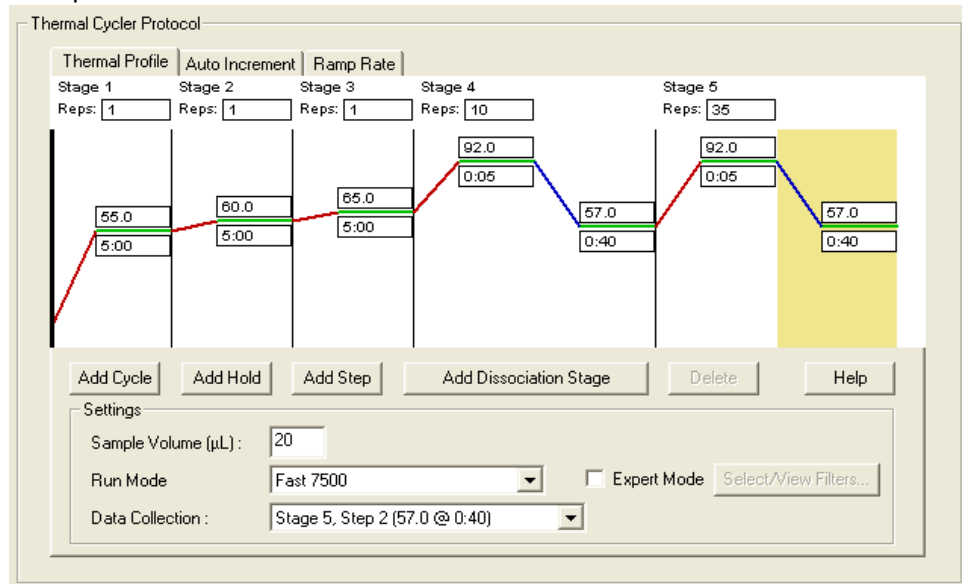 Thermal Cycler Protocol
Thermal Profile Auto Increment Ramp Rate
Stage 1 Stage 2 Stage 3 Stage 4 Stage 5
Reps: 1 Reps: 1 Reps: 1 Reps: 10 Reps: 35
92.0 92.0
0:05 0:05
55.0 60.0 65.0 57.0 57.0
5:00 5:00 5:00 0:40 0:40
Add Cycle Add Hold Add Step Add Dissociation Stage Delete Help
Settings
Sample Volume (µL) : 20
Run Mode Fast 7500 Expert Mode Select/View Filters...
Data Collection : Stage 5, Step 2 (57.0 @ 0:40)